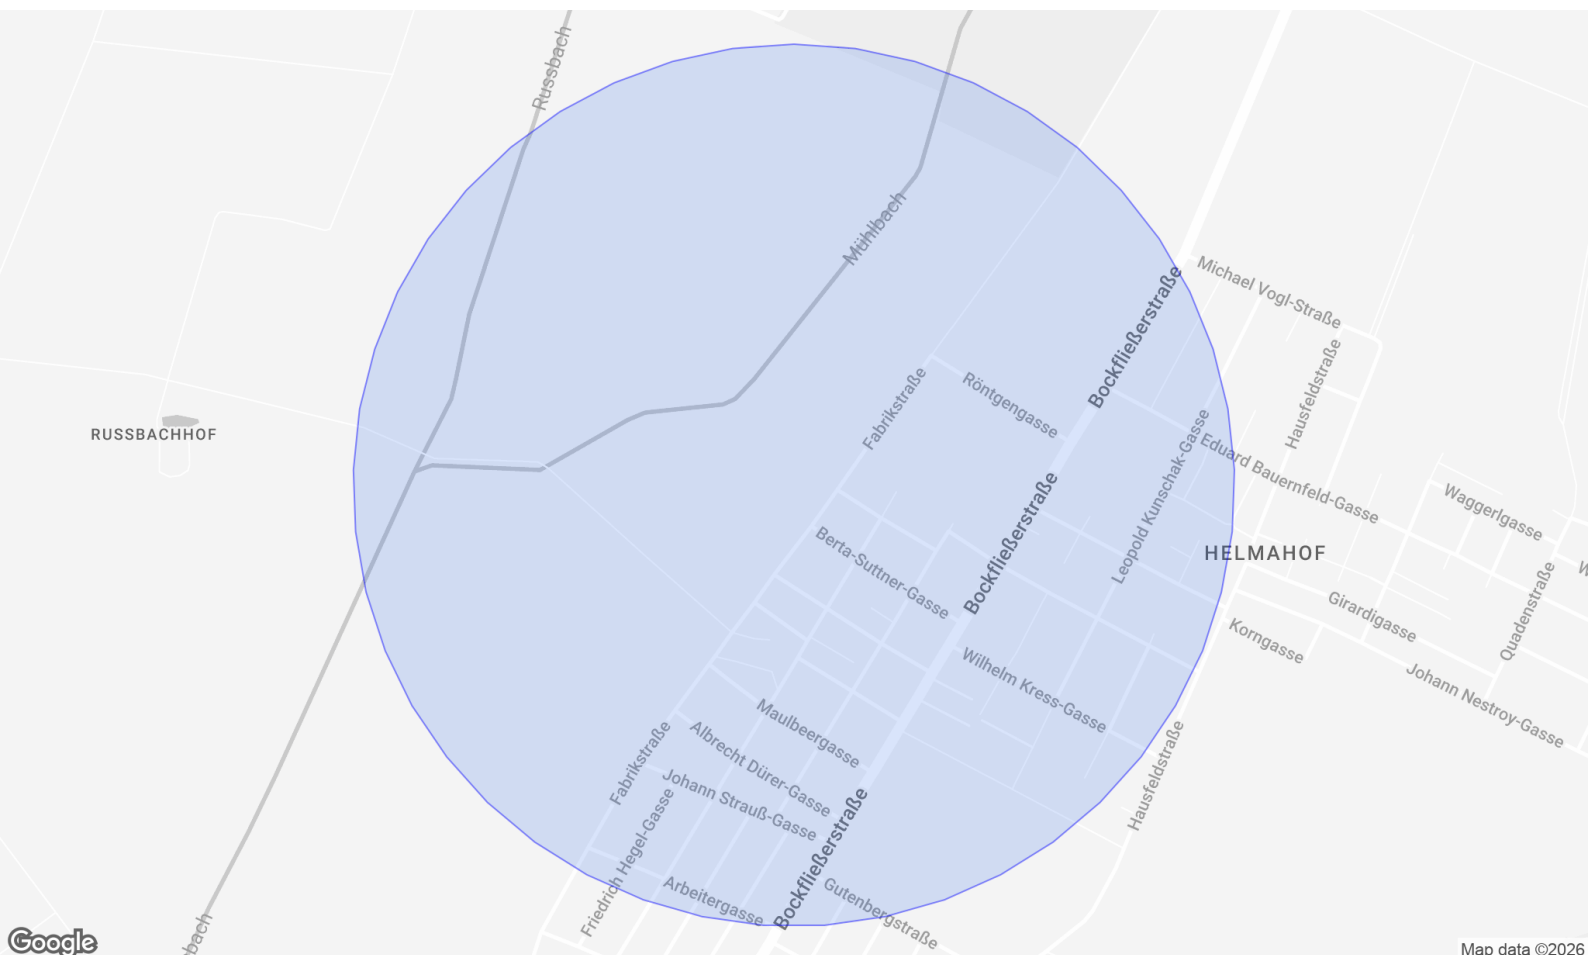 Russbach
Mühlbach
Michael Vogl-Straße
Bockfließerstraße
Hausfeldstraße
Röntgengasse
Fabrikstraße
RUSSBACHHOF
Leopold Kunschak-Gasse
Eduard Bauernfeld-Gasse
Waggerlgasse
Bockfließerstraße
Berta-Suttner-Gasse
HELMAHOF
W
Girardigasse
Quadenstraße
Korngasse
Wilhelm Kress-Gasse
Johann Nestroy-Gasse
Maulbeergasse
Albrecht Dürer-Gasse
Fabrikstraße
Johann Strauß-Gasse
Hausfeldstraße
Friedrich Hegel-Gasse
Bockfließerstraße
Arbeitergasse
Gutenbergstraße
bach
Google
Map data ©2026